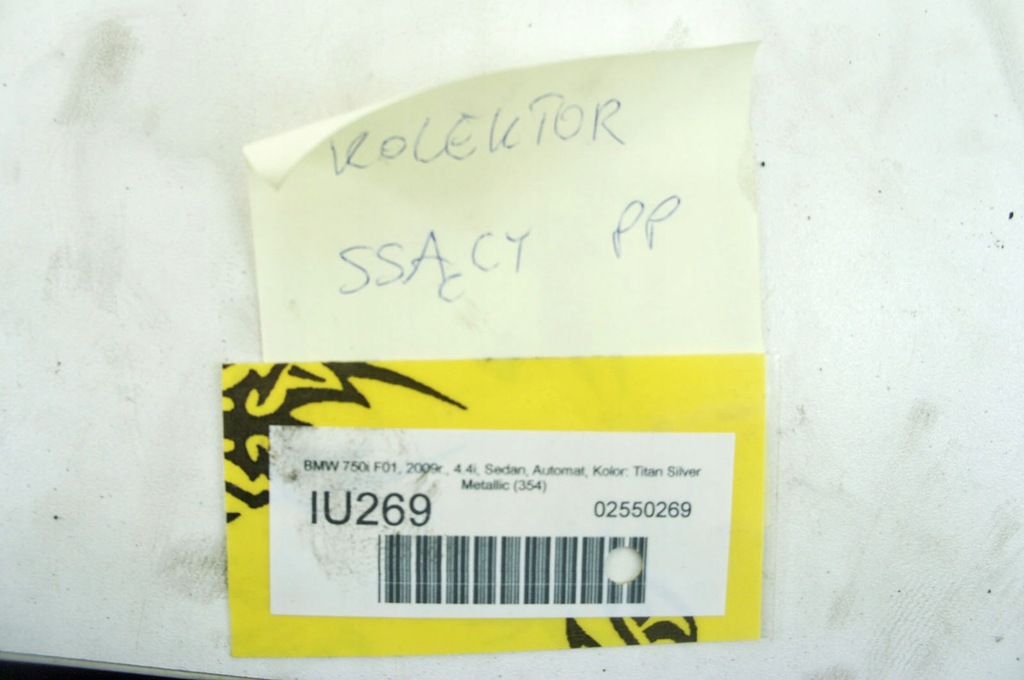 KOLEKTOR
SSĄCY PP
BMW 750i F01, 2009r., 4.4i, Sedan, Automat, Kolor: Titan Silver
Metallic (354)
IU269 02550269